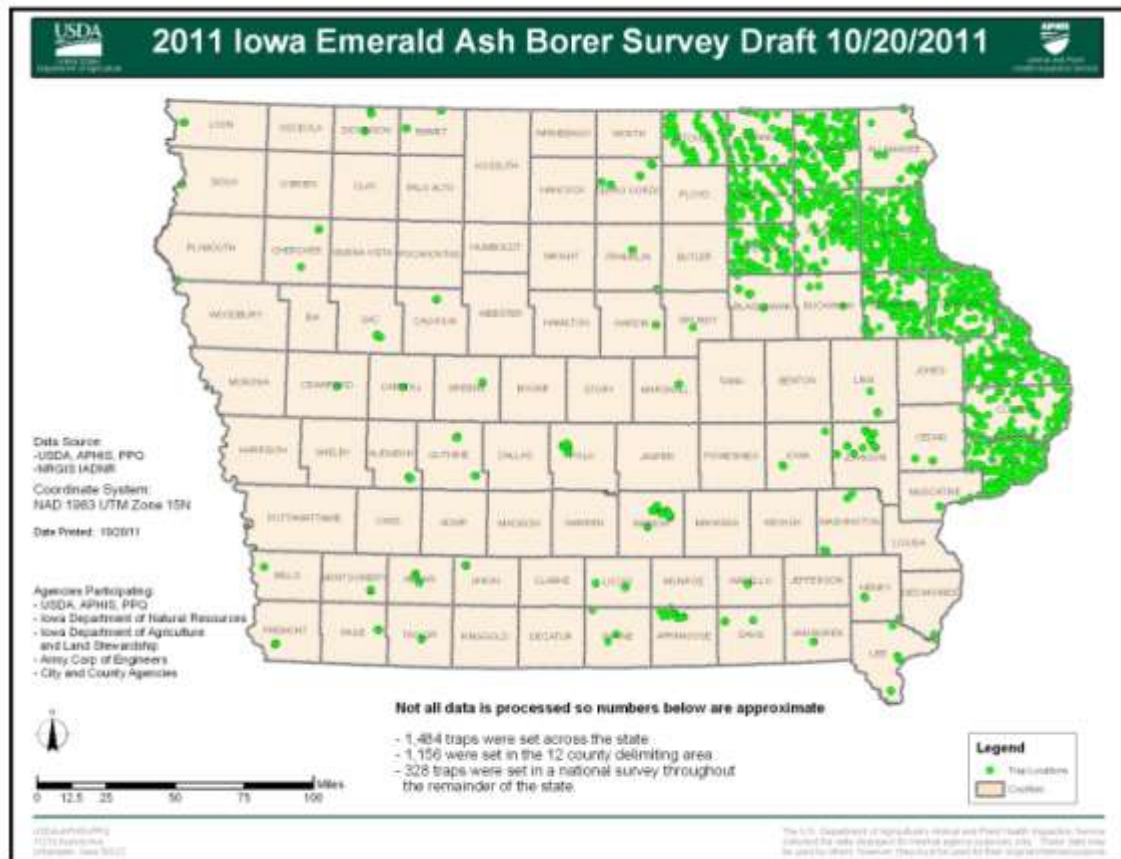 USDA
2011 Iowa Emerald Ash Borer Survey Draft 10/20/2011
APHIS
LYON
OSCEOLA
DICKINSON
EMMET
WINNEBAGO
WORTH
ALLAMAKEE
KOSSUTH
SIOUX
O'BRIEN
CLAY
PALO ALTO
HANCOCK
CERRO GORDO
FLOYD
PLYMOUTH
CHEROKEE
BUENA VISTA
POCAHONTAS
HUMBOLDT
WRIGHT
FRANKLIN
BUTLER
WOODBURY
IDA
SAC
CALHOUN
WEBSTER
HAMILTON
HARDIN
GRUNDY
BLACK HAWK
BUCHANAN
MONONA
CRAWFORD
CARROLL
GREENE
BOONE
STORY
MARSHALL
TAMA
BENTON
LINN
JONES
CEDAR
HARRISON
SHELBY
AUDUBON
GUTHRIE
DALLAS
POLK
JASPER
POWESHIEK
IOWA
JOHNSON
MUSCATINE
POTTAWATTAMIE
CASS
ADAIR
MADISON
WARREN
MARION
MAHASKA
KEOKUK
WASHINGTON
LOUISA
MILLS
MONTGOMERY
ADAMS
UNION
CLARKE
LUCAS
MONROE
WAPELLO
JEFFERSON
HENRY
DES MOINES
FREMONT
PAGE
TAYLOR
RINGGOLD
DECATUR
WAYNE
APPANOOSE
DAVIS
VAN BUREN
LEE
Data Source:
-USDA, APHIS, PPQ
-NRGIS IADNR
Coordinate System:
NAD 1983 UTM Zone 15N
Date Printed: 10/20/11
Agencies Participating:
- USDA, APHIS, PPQ
- Iowa Department of Natural Resources
- Iowa Department of Agriculture
and Land Stewardship
- Army Corp of Engineers
- City and County Agencies
N
Miles
0 12.5 25 50 75 100
Not all data is processed so numbers below are approximate
- 1,484 traps were set across the state
- 1,156 were set in the 12 county delimiting area
- 328 traps were set in a national survey throughout
the remainder of the state.
Legend
Trap Locations
Counties